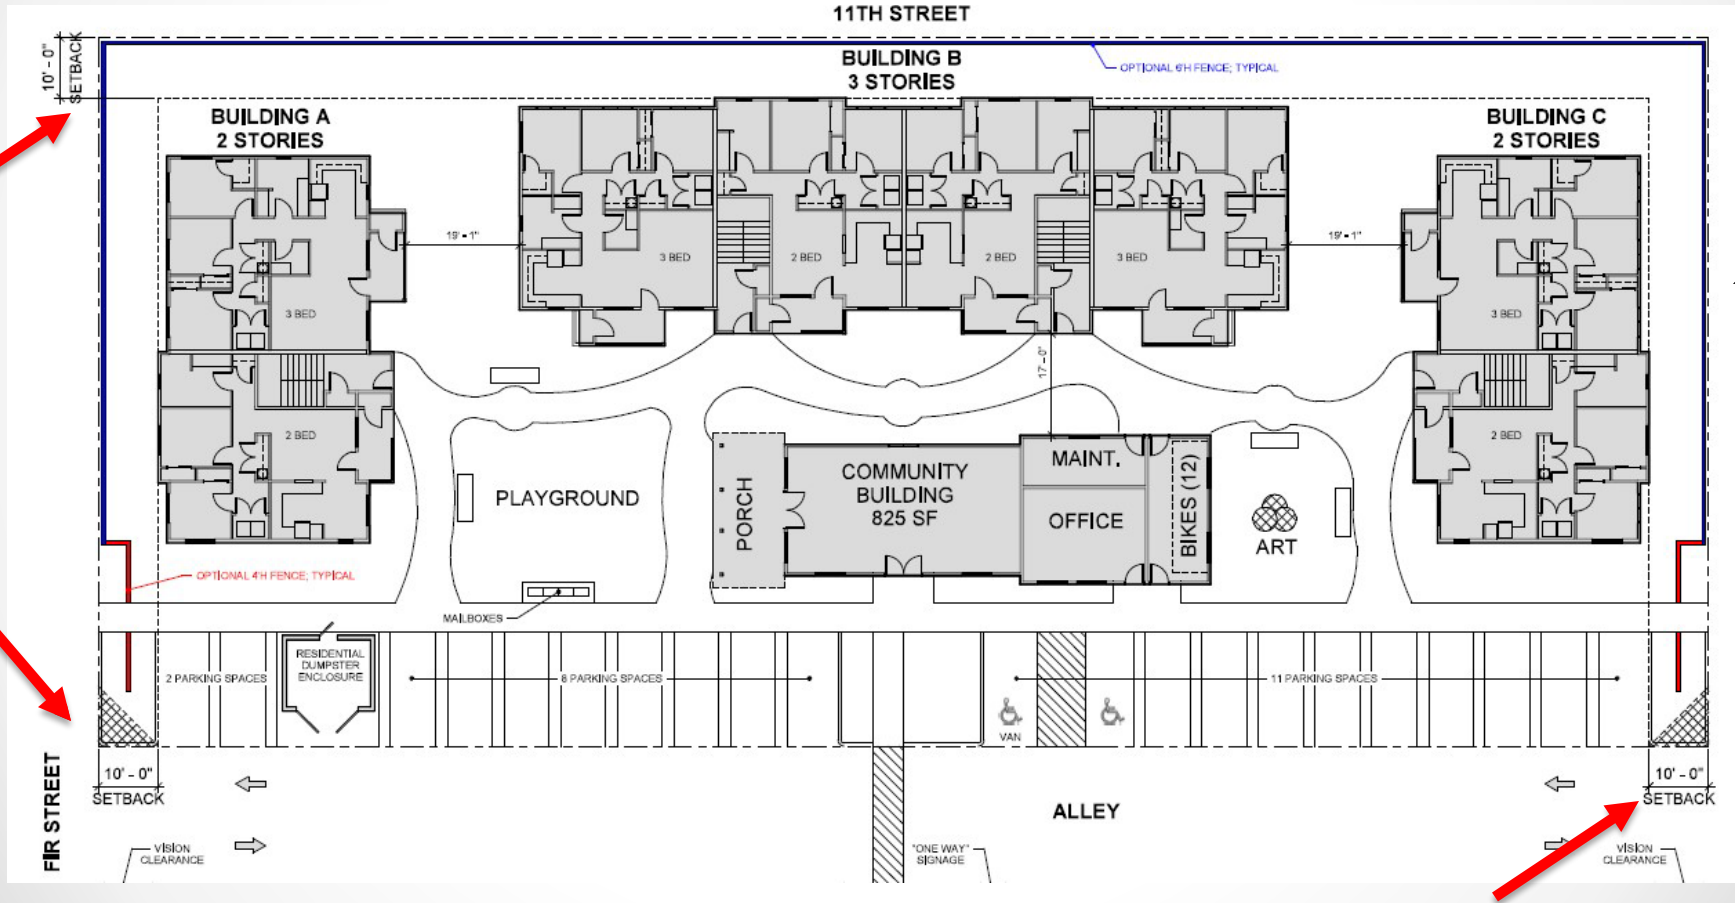 11TH STREET
10' - 0"
SETBACK
BUILDING B
3 STORIES
OPTIONAL 6'H FENCE; TYPICAL
BUILDING A
2 STORIES
BUILDING C
2 STORIES
19' - 1"
19' - 1"
3 BED
2 BED
2 BED
3 BED
3 BED
3 BED
17' - 0"
2 BED
2 BED
PLAYGROUND
PORCH
COMMUNITY
BUILDING
825 SF
MAINT.
OFFICE
BIKES (12)
ART
OPTIONAL 4'H FENCE; TYPICAL
MAILBOXES
2 PARKING SPACES
RESIDENTIAL
DUMPSTER
ENCLOSURE
8 PARKING SPACES
11 PARKING SPACES
VAN
10' - 0"
SETBACK
10' - 0"
SETBACK
FIR STREET
ALLEY
VISION
CLEARANCE
"ONE WAY"
SIGNAGE
VISION
CLEARANCE